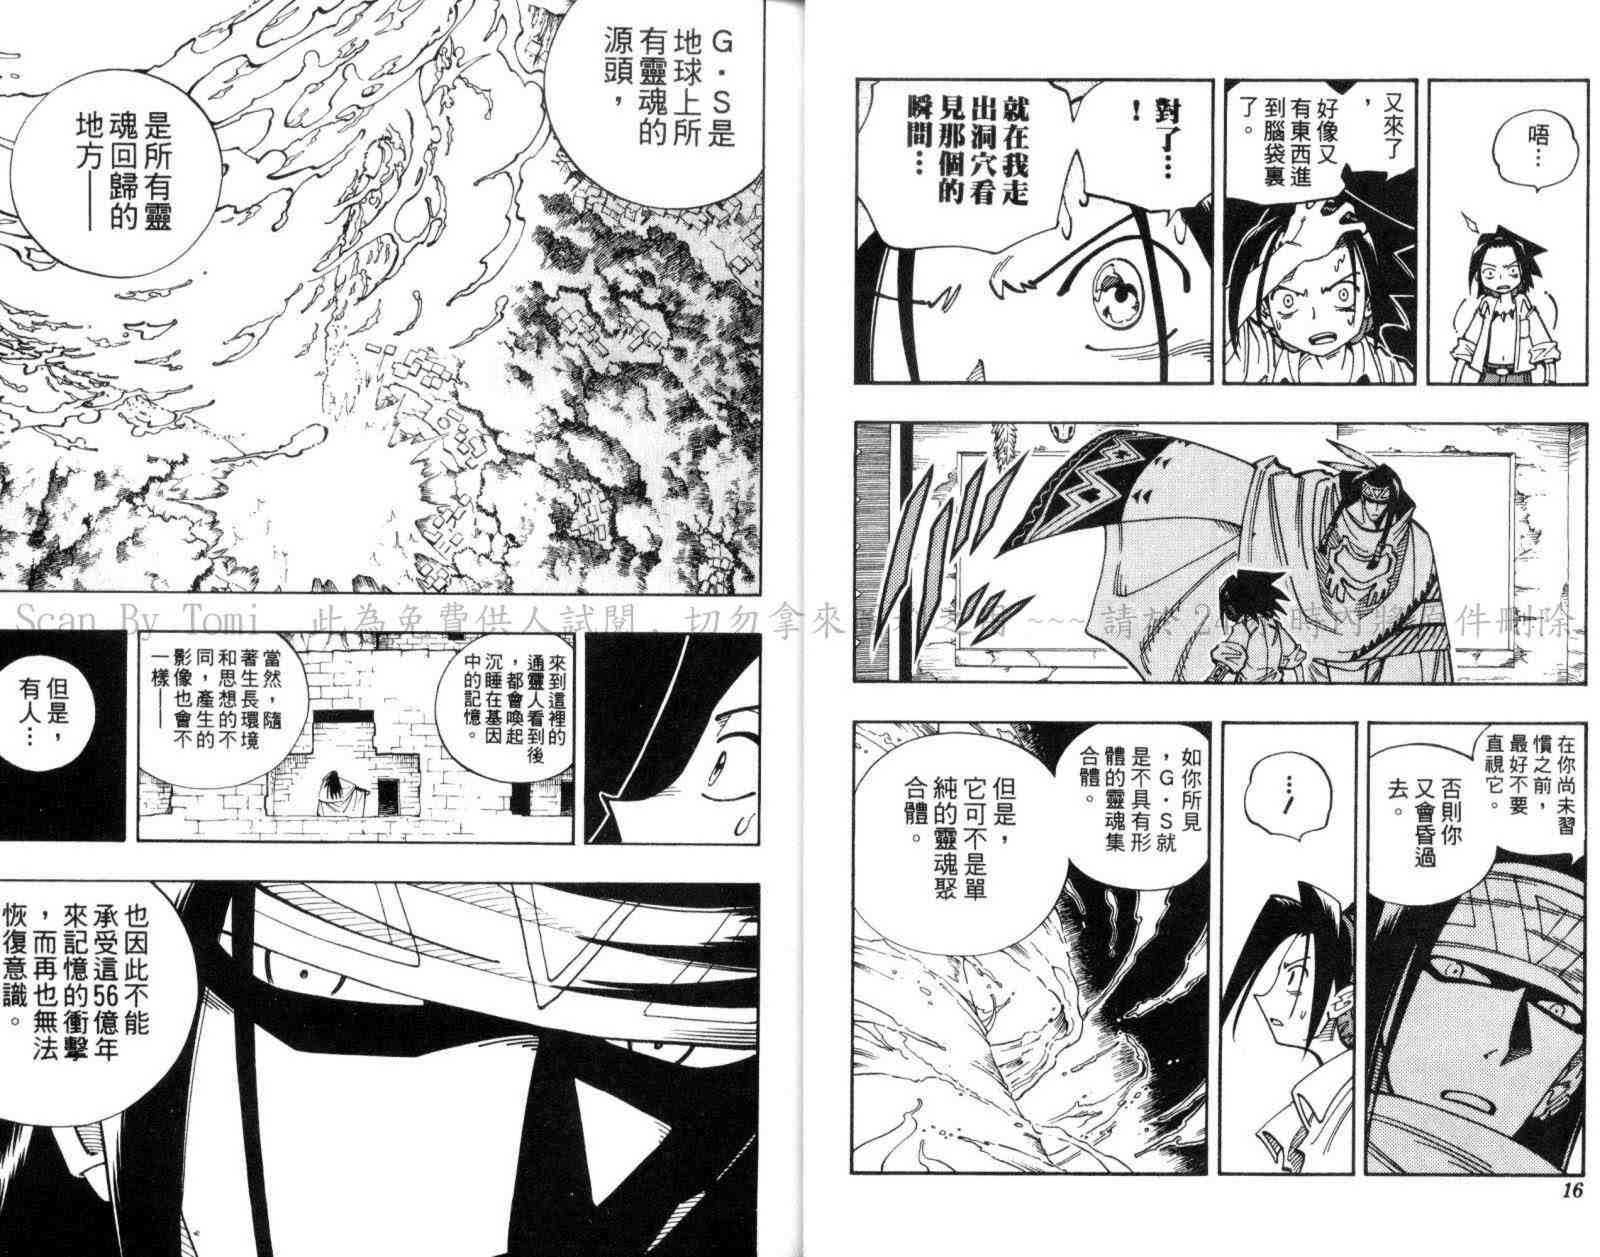 唔…
又來了
，
好像又
有東西進
到腦袋裏
了。
對了…
！
就在我走
出洞穴看
見那個的
瞬間…
在你尚未習
慣之前，
最好不要
直視它。
否則你
又會昏過
去。
…！
如你所見
，G・S就
是不具有形
體的靈魂集
合體。
但是，
它可不是單
純的靈魂聚
合體。
16
G・S是
地球上所
有靈魂的
源頭，
是所有靈
魂回歸的
地方——
來到這裡的
通靈人看到後
，都會喚起
沉睡在基因
中的記憶。
當然，隨
著生長環境
和思想的不
同，產生的
影像也會不
一樣——
但是，
有人…
也因此不能
承受這56億年
來記憶的衝擊
，而再也無法
恢復意識。
Scan By Tomi 此為免費供人試閱，切勿拿來 ~~~ 請於 2 時內將 件刪除